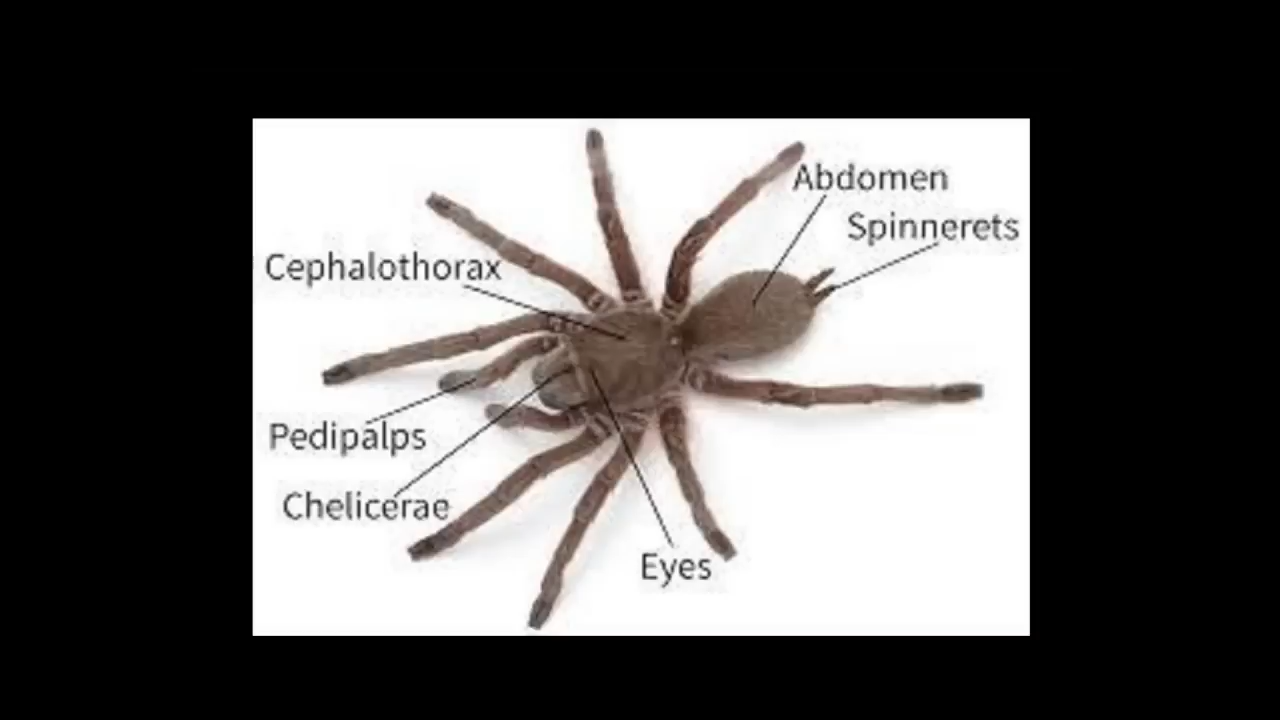 Abdomen
Spinnerets
Cephalothorax
Pedipalps
Chelicerae
Eyes